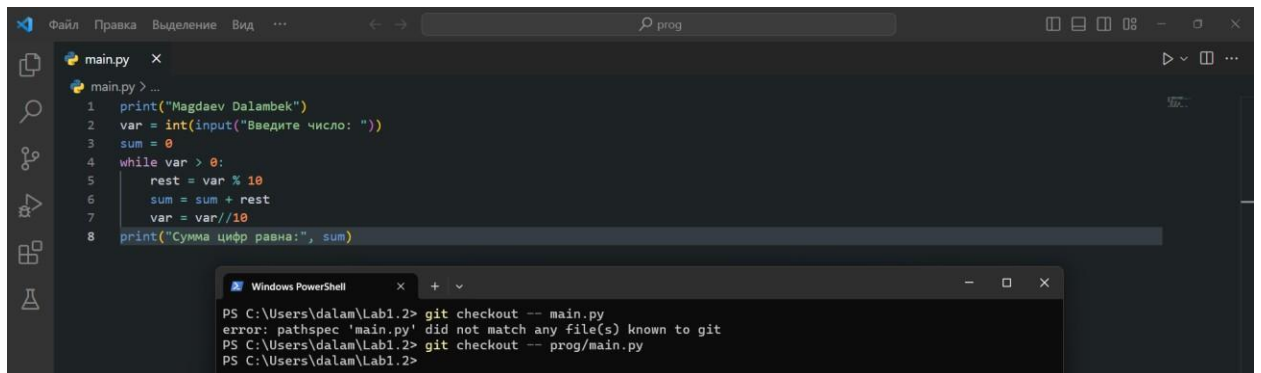 Файл Правка Выделение Вид ··· prog
main.py
main.py > ...
1 print("Magdaev Dalambek")
2 var = int(input("Введите число: "))
3 sum = 0
4 while var > 0:
5 rest = var % 10
6 sum = sum + rest
7 var = var//10
8 print("Сумма цифр равна:", sum)
Windows PowerShell
PS C:\Users\dalam\Lab1.2> git checkout -- main.py
error: pathspec 'main.py' did not match any file(s) known to git
PS C:\Users\dalam\Lab1.2> git checkout -- prog/main.py
PS C:\Users\dalam\Lab1.2>